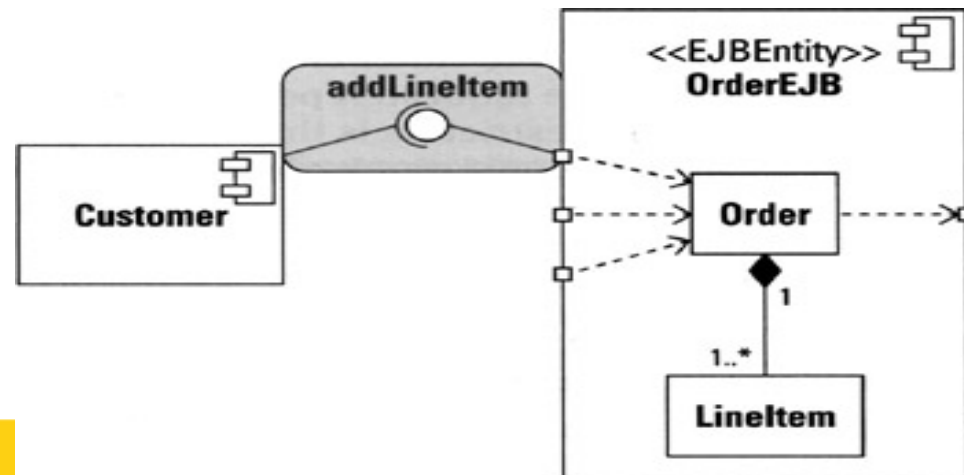 <<EJBEntity>>
OrderEJB
addLineItem
Customer
Order
1
1..*
LineItem